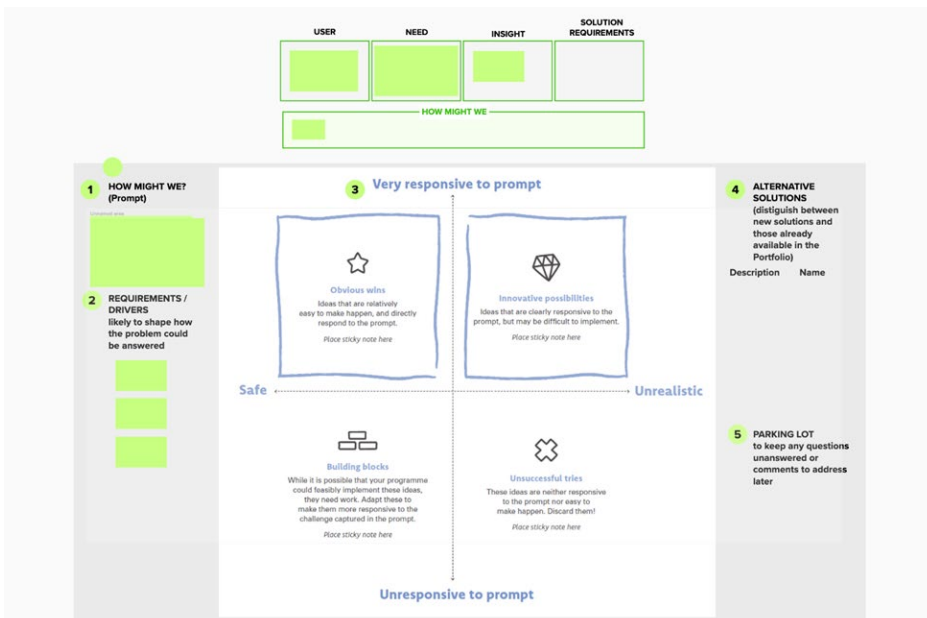 USER
NEED
INSIGHT
SOLUTION
REQUIREMENTS
HOW MIGHT WE
1
HOW MIGHT WE?
(Prompt)
2
REQUIREMENTS /
DRIVERS
likely to shape how
the problem could
be answered
3
Very responsive to prompt
Obvious wins
Ideas that are relatively
easy to make happen, and directly
respond to the prompt.
Place sticky note here
Innovative possibilities
Ideas that are clearly responsive to the
prompt, but may be difficult to implement.
Place sticky note here
Safe
Unrealistic
Building blocks
While it is possible that your programme
could feasibly implement these ideas,
they need work. Adapt these to
make them more responsive to the
challenge captured in the prompt.
Place sticky note here
Unsuccessful tries
These ideas are neither responsive
to the prompt nor easy to
make happen. Discard them!
Place sticky note here
Unresponsive to prompt
4
ALTERNATIVE
SOLUTIONS
(distiguish between
new solutions and
those already
available in the
Portfolio)
Description Name
5
PARKING LOT
to keep any questions
unanswered or
comments to address
later